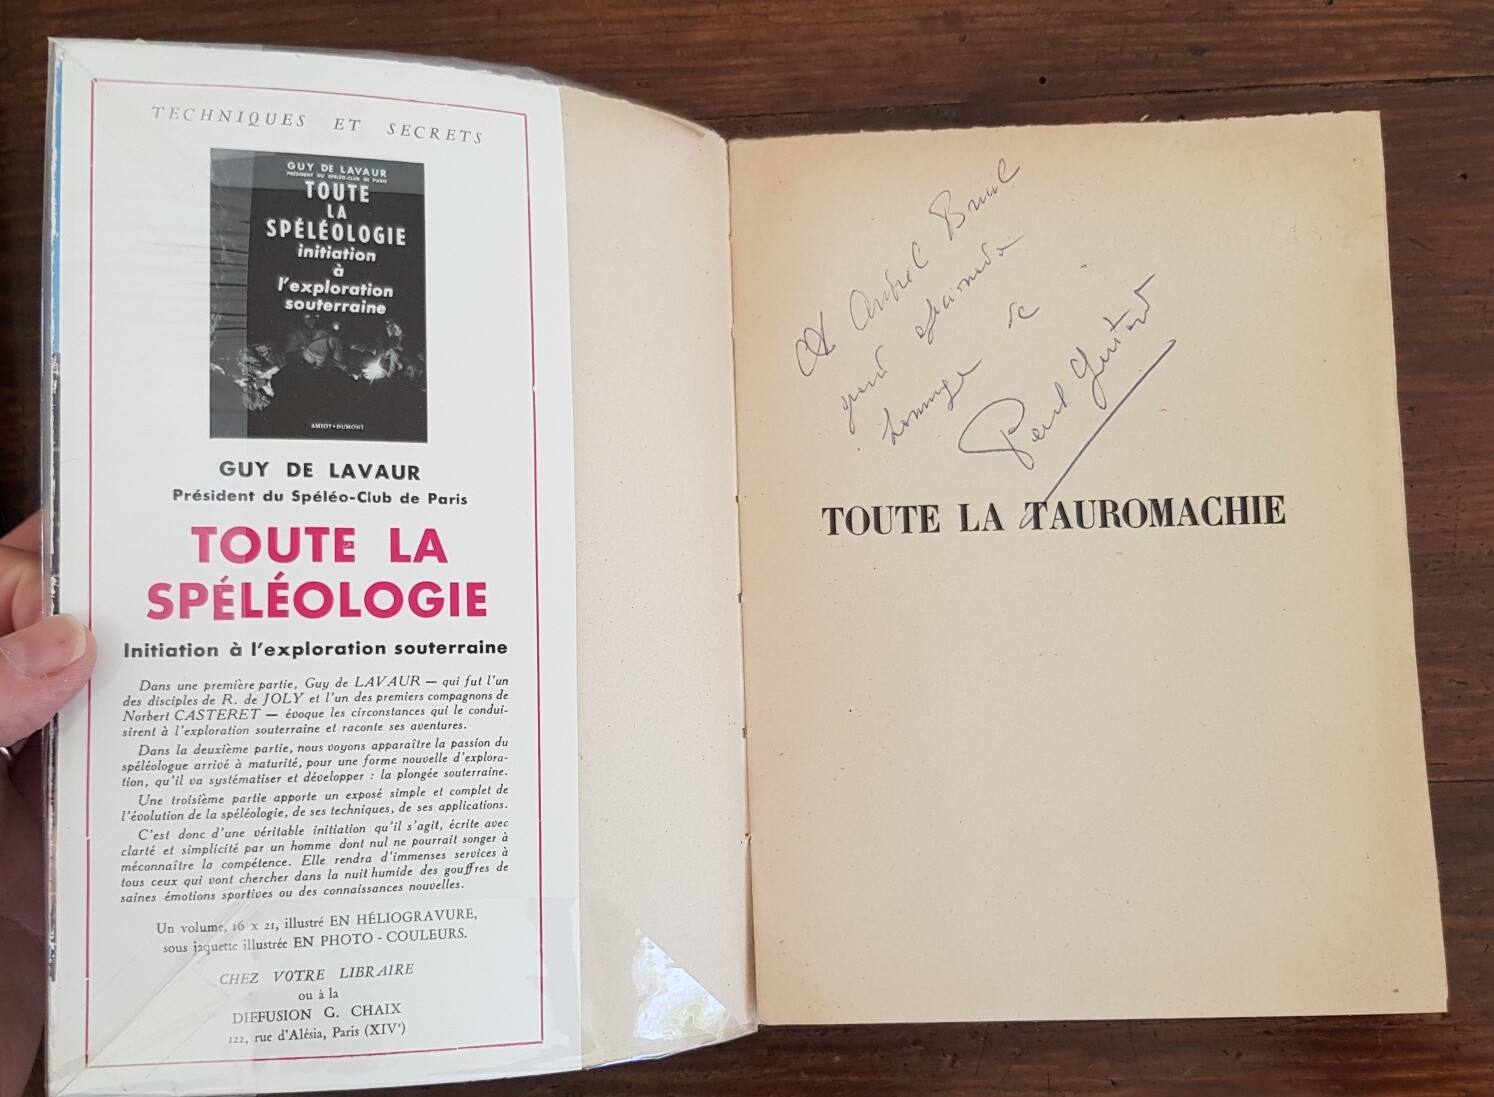 TECHNIQUES ET SECRETS
GUY DE LAVAUR
PRÉSIDENT DU SPÉLÉO-CLUB DE PARIS
TOUTE
LA
SPÉLÉOLOGIE
initiation
à
l'exploration
souterraine
AMIOT • DUMONT
GUY DE LAVAUR
Président du Spéléo-Club de Paris
TOUTE LA
SPÉLÉOLOGIE
Initiation à l'exploration souterraine
Dans une première partie, Guy de LAVAUR — qui fut l'un
des disciples de R. de JOLY et l'un des premiers compagnons de
Norbert CASTERET — évoque les circonstances qui le condui-
sirent à l'exploration souterraine et raconte ses aventures.
Dans la deuxième partie, nous voyons apparaître la passion du
spéléologue arrivé à maturité, pour une forme nouvelle d'explora-
tion, qu'il va systématiser et développer : la plongée souterraine.
Une troisième partie apporte un exposé simple et complet de
l'évolution de la spéléologie, de ses techniques, de ses applications.
C'est donc d'une véritable initiation qu'il s'agit, écrite avec
clarté et simplicité par un homme dont nul ne pourrait songer à
méconnaître la compétence. Elle rendra d'immenses services à
tous ceux qui vont chercher dans la nuit humide des gouffres de
saines émotions sportives ou des connaissances nouvelles.
Un volume, 16 x 21, illustré EN HÉLIOGRAVURE,
sous jaquette illustrée EN PHOTO - COULEURS.
CHEZ VOTRE LIBRAIRE
ou à la
DIFFUSION G. CHAIX
122, rue d'Alésia, Paris (XIVe)
A André
grand
hommage de
Paul
TOUTE LA TAUROMACHIE